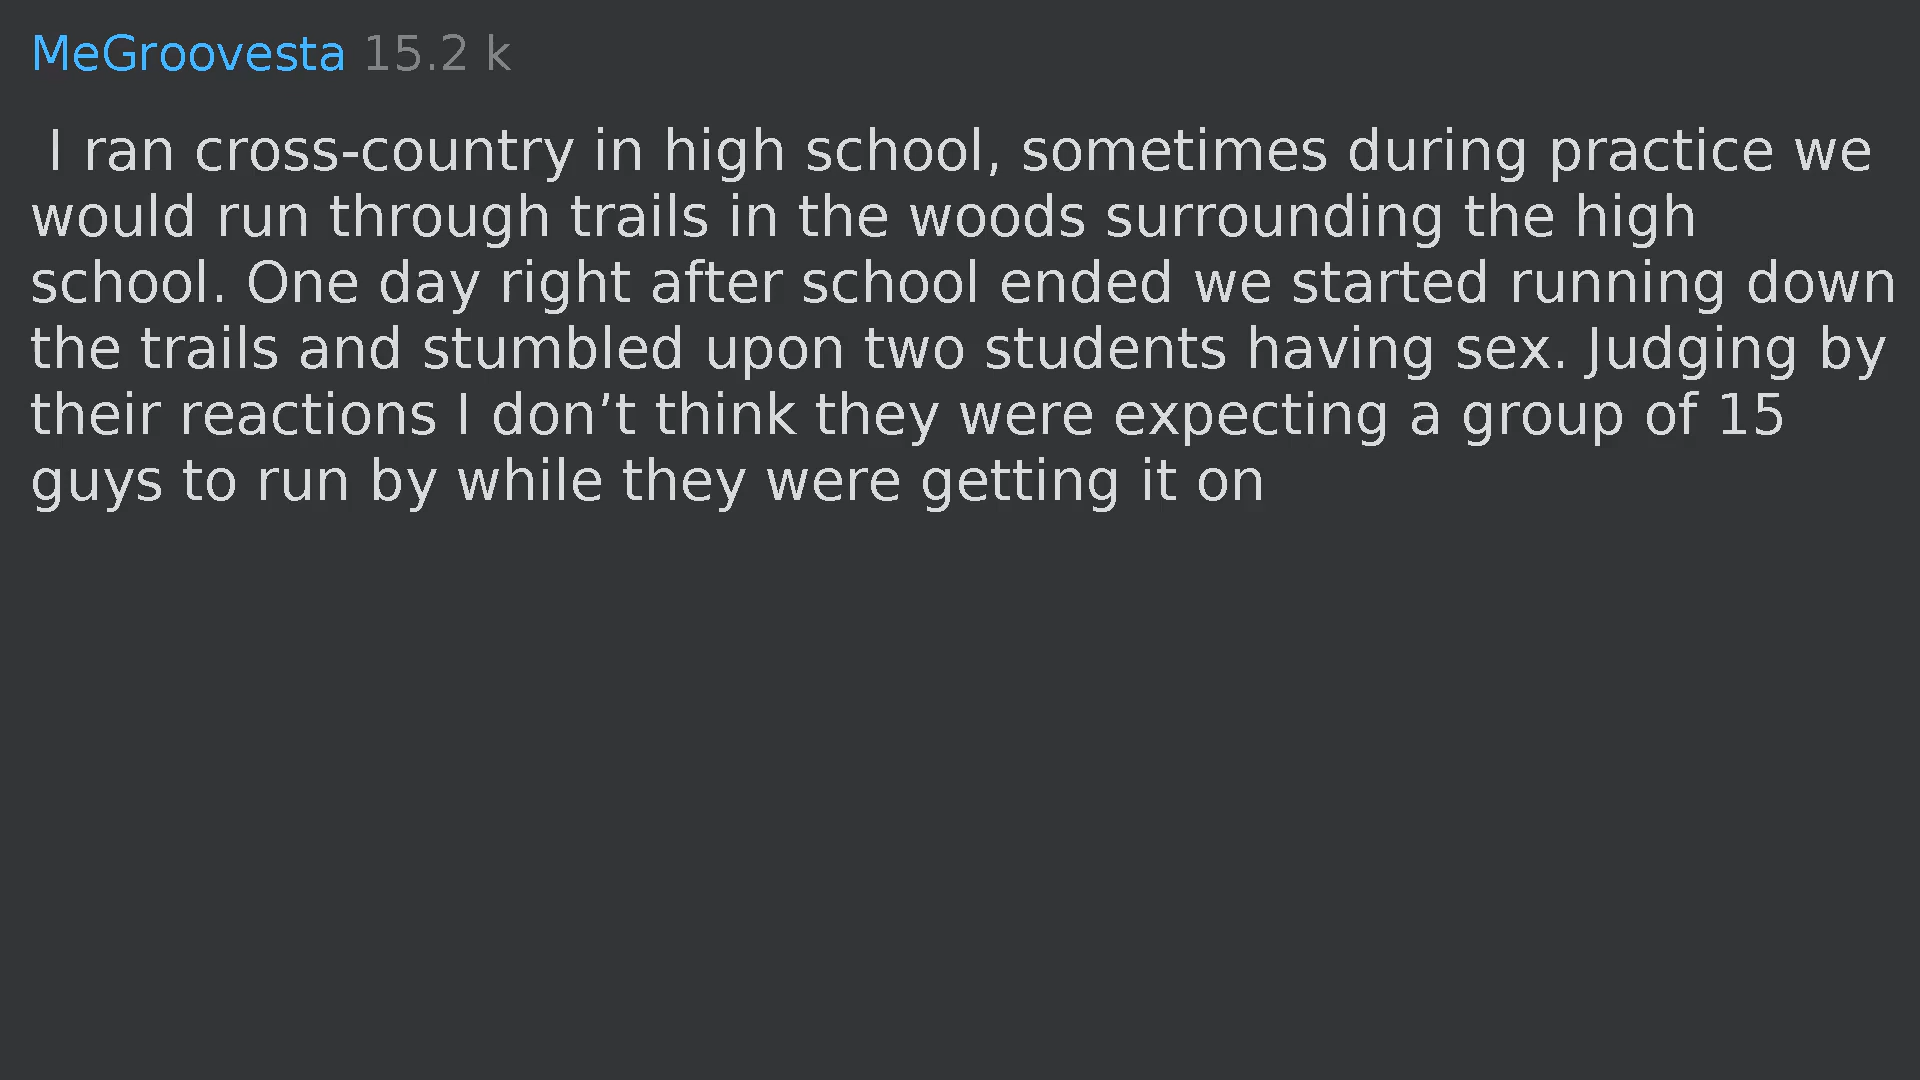 MeGroovesta 15.2 k
I ran cross-country in high school, sometimes during practice we
would run through trails in the woods surrounding the high
school. One day right after school ended we started running down
the trails and stumbled upon two students having sex. Judging by
their reactions I don’t think they were expecting a group of 15
guys to run by while they were getting it on